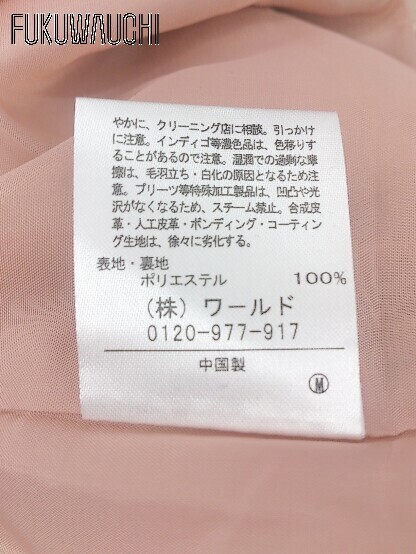 FUKUWAUCHI
やかに、クリーニング店に相談。引っかけ
に注意。インディゴ等濃色品は、色移りす
ることがあるので注意。湿潤での過剰な摩
擦は、毛羽立ち・白化の原因となるため注
意。プリーツ等特殊加工製品は、凹凸や光
沢がなくなるため、スチーム禁止。合成皮
革・人工皮革・ボンディング・コーティン
グ生地は、徐々に劣化する。
表地・裏地
ポリエステル 100%
(株) ワールド
0120-977-917
中国製
M